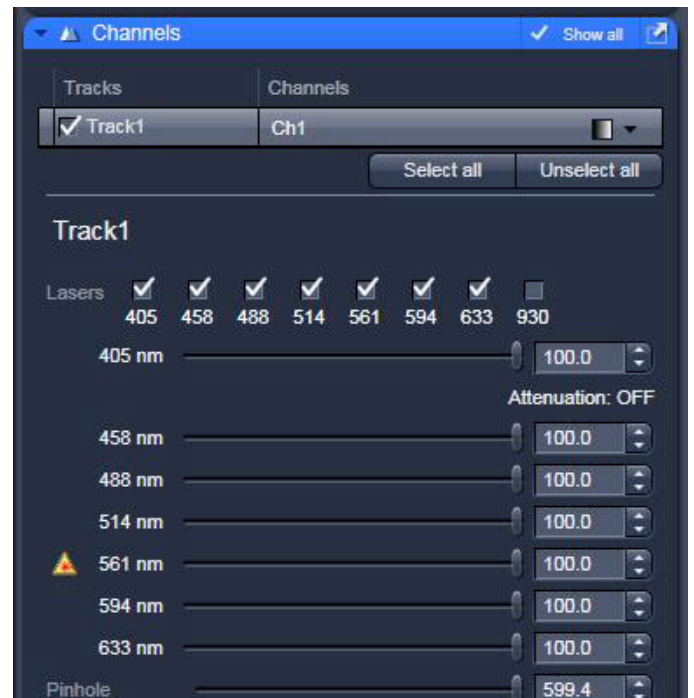 Channels Show all
Tracks Channels
Track1 Ch1
Select all Unselect all
Track1
Lasers
405 458 488 514 561 594 633 930
405 nm 100.0
Attenuation: OFF
458 nm 100.0
488 nm 100.0
514 nm 100.0
561 nm 100.0
594 nm 100.0
633 nm 100.0
Pinhole 599.4